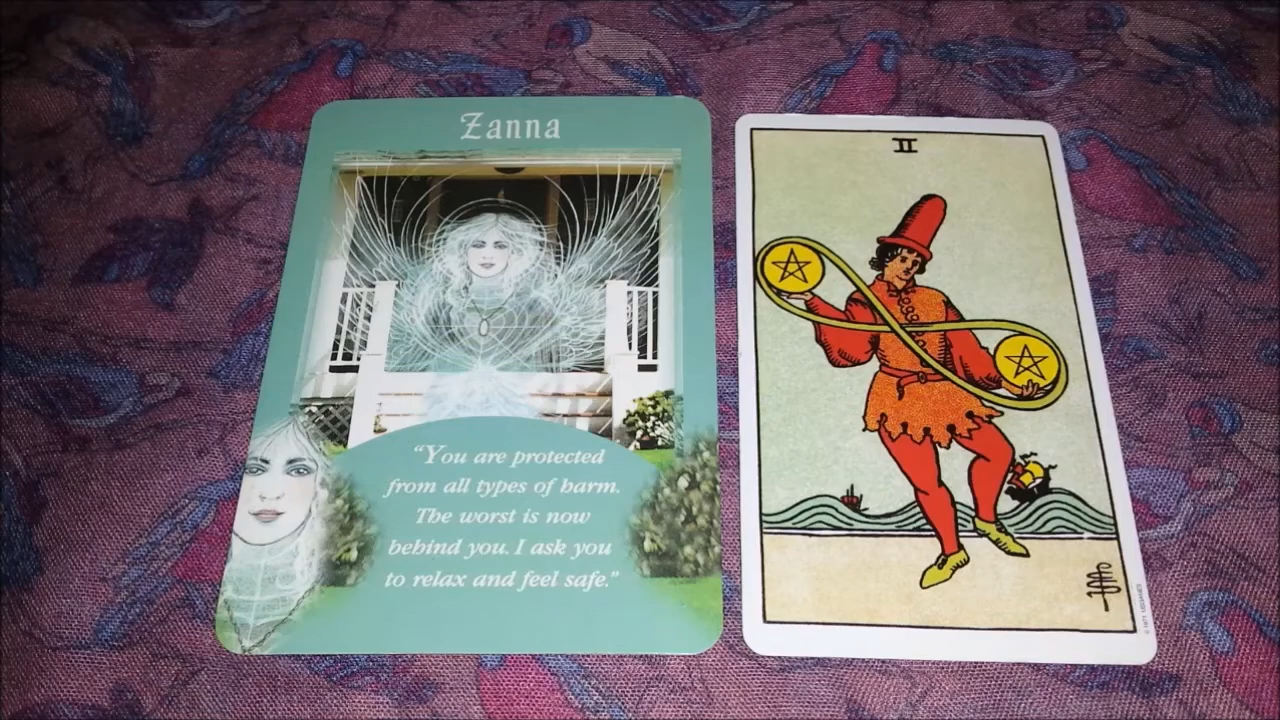 Zanna
“You are protected
from all types of harm.
The worst is now
behind you. I ask you
to relax and feel safe.”
II